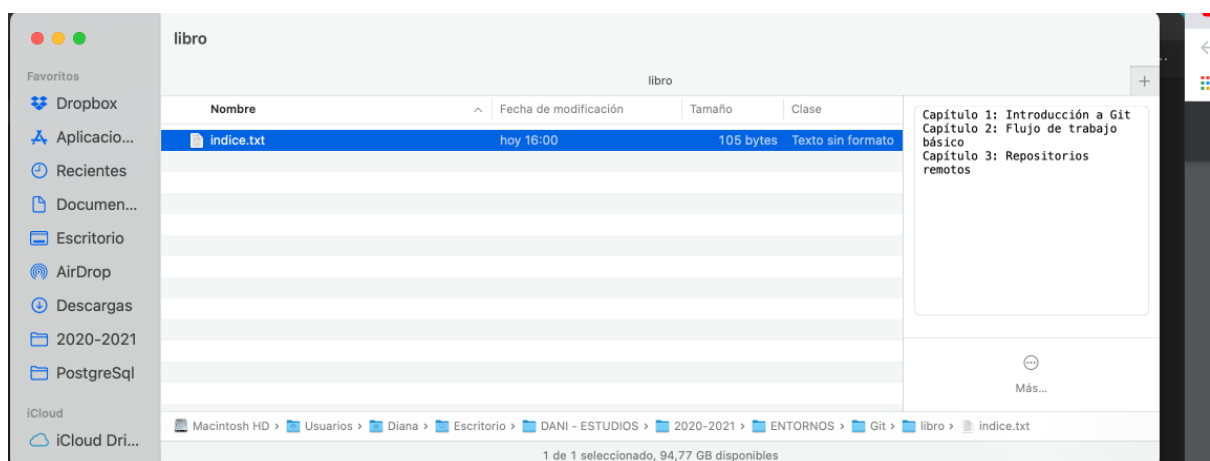 libro
Favoritos
libro
+
Dropbox
Nombre
Fecha de modificación
Tamaño
Clase
Aplicacio...
indice.txt
hoy 16:00
105 bytes
Texto sin formato
Capítulo 1: Introducción a Git
Capítulo 2: Flujo de trabajo
básico
Capítulo 3: Repositorios
remotos
Recientes
Documen...
Escritorio
AirDrop
Descargas
2020-2021
PostgreSql
Más...
iCloud
iCloud Dri...
Macintosh HD › Usuarios › Diana › Escritorio › DANI - ESTUDIOS › 2020-2021 › ENTORNOS › Git › libro › indice.txt
1 de 1 seleccionado, 94,77 GB disponibles